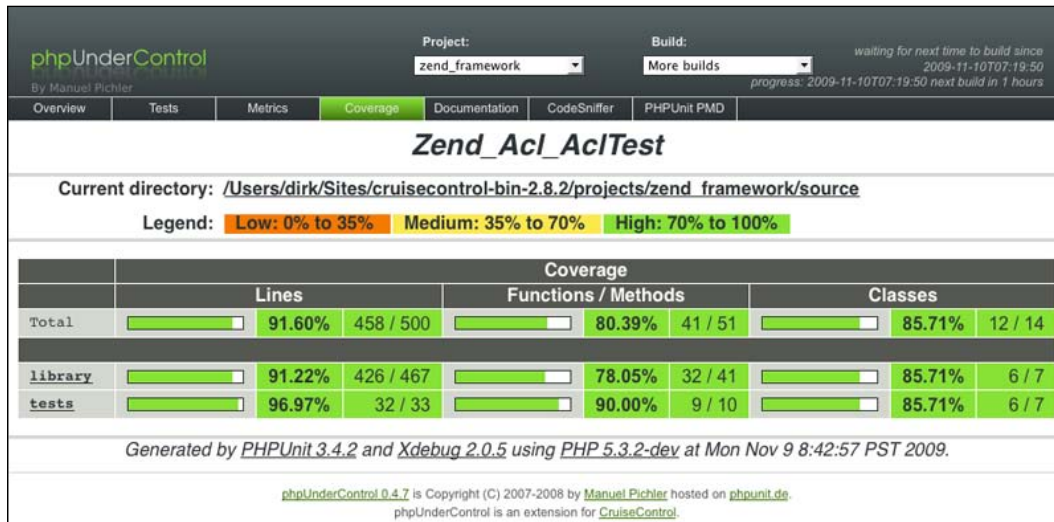 Project:
Build:
phpUnderControl
zend_framework
More builds
waiting for next time to build since
2009-11-10T07:19:50
By Manuel Pichler
progress: 2009-11-10T07:19:50 next build in 1 hours
Overview Tests Metrics Coverage Documentation CodeSniffer PHPUnit PMD
Zend_Acl_AclTest
Current directory: /Users/dirk/Sites/cruisecontrol-bin-2.8.2/projects/zend_framework/source
Legend: Low: 0% to 35% Medium: 35% to 70% High: 70% to 100%
Coverage
Lines Functions / Methods Classes
Total 91.60% 458 / 500 80.39% 41 / 51 85.71% 12 / 14
library 91.22% 426 / 467 78.05% 32 / 41 85.71% 6 / 7
tests 96.97% 32 / 33 90.00% 9 / 10 85.71% 6 / 7
Generated by PHPUnit 3.4.2 and Xdebug 2.0.5 using PHP 5.3.2-dev at Mon Nov 9 8:42:57 PST 2009.
phpUnderControl 0.4.7 is Copyright (C) 2007-2008 by Manuel Pichler hosted on phpunit.de.
phpUnderControl is an extension for CruiseControl.